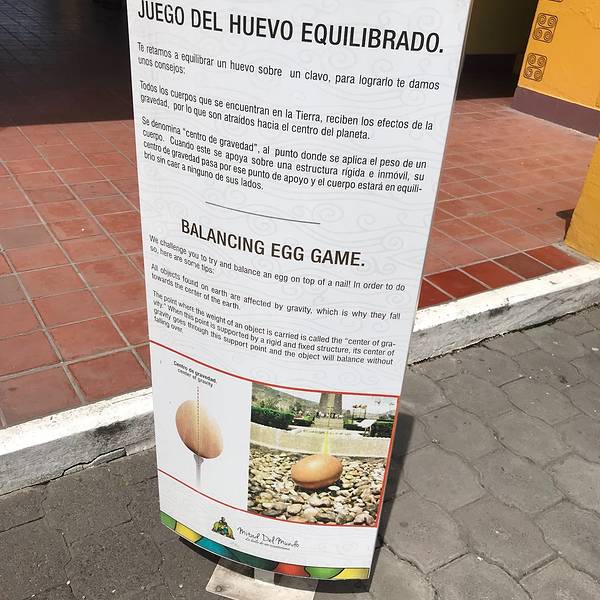 JUEGO DEL HUEVO EQUILIBRADO.
Te retamos a equilibrar un huevo sobre un clavo, para lograrlo te damos
unos consejos:
Todos los cuerpos que se encuentran en la Tierra, reciben los efectos de la
gravedad, por lo que son atraídos hacia el centro del planeta.
Se denomina "centro de gravedad", al punto donde se aplica el peso de un
cuerpo. Cuando este se apoya sobre una estructura rígida e inmóvil, su
centro de gravedad pasa por ese punto de apoyo y el cuerpo estará en equili-
brio sin caer a ninguno de sus lados.
BALANCING EGG GAME.
We challenge you to try and balance an egg on top of a nail! In order to do
so, here are some tips:
All objects found on earth are affected by gravity, which is why they fall
towards the center of the earth.
The point where the weight of an object is carried is called the "center of gra-
vity." When this point is supported by a rigid and fixed structure, its center of
gravity goes through this support point and the object will balance without
falling over.
Centro de gravedad,
center of gravity
Mitad Del Mundo